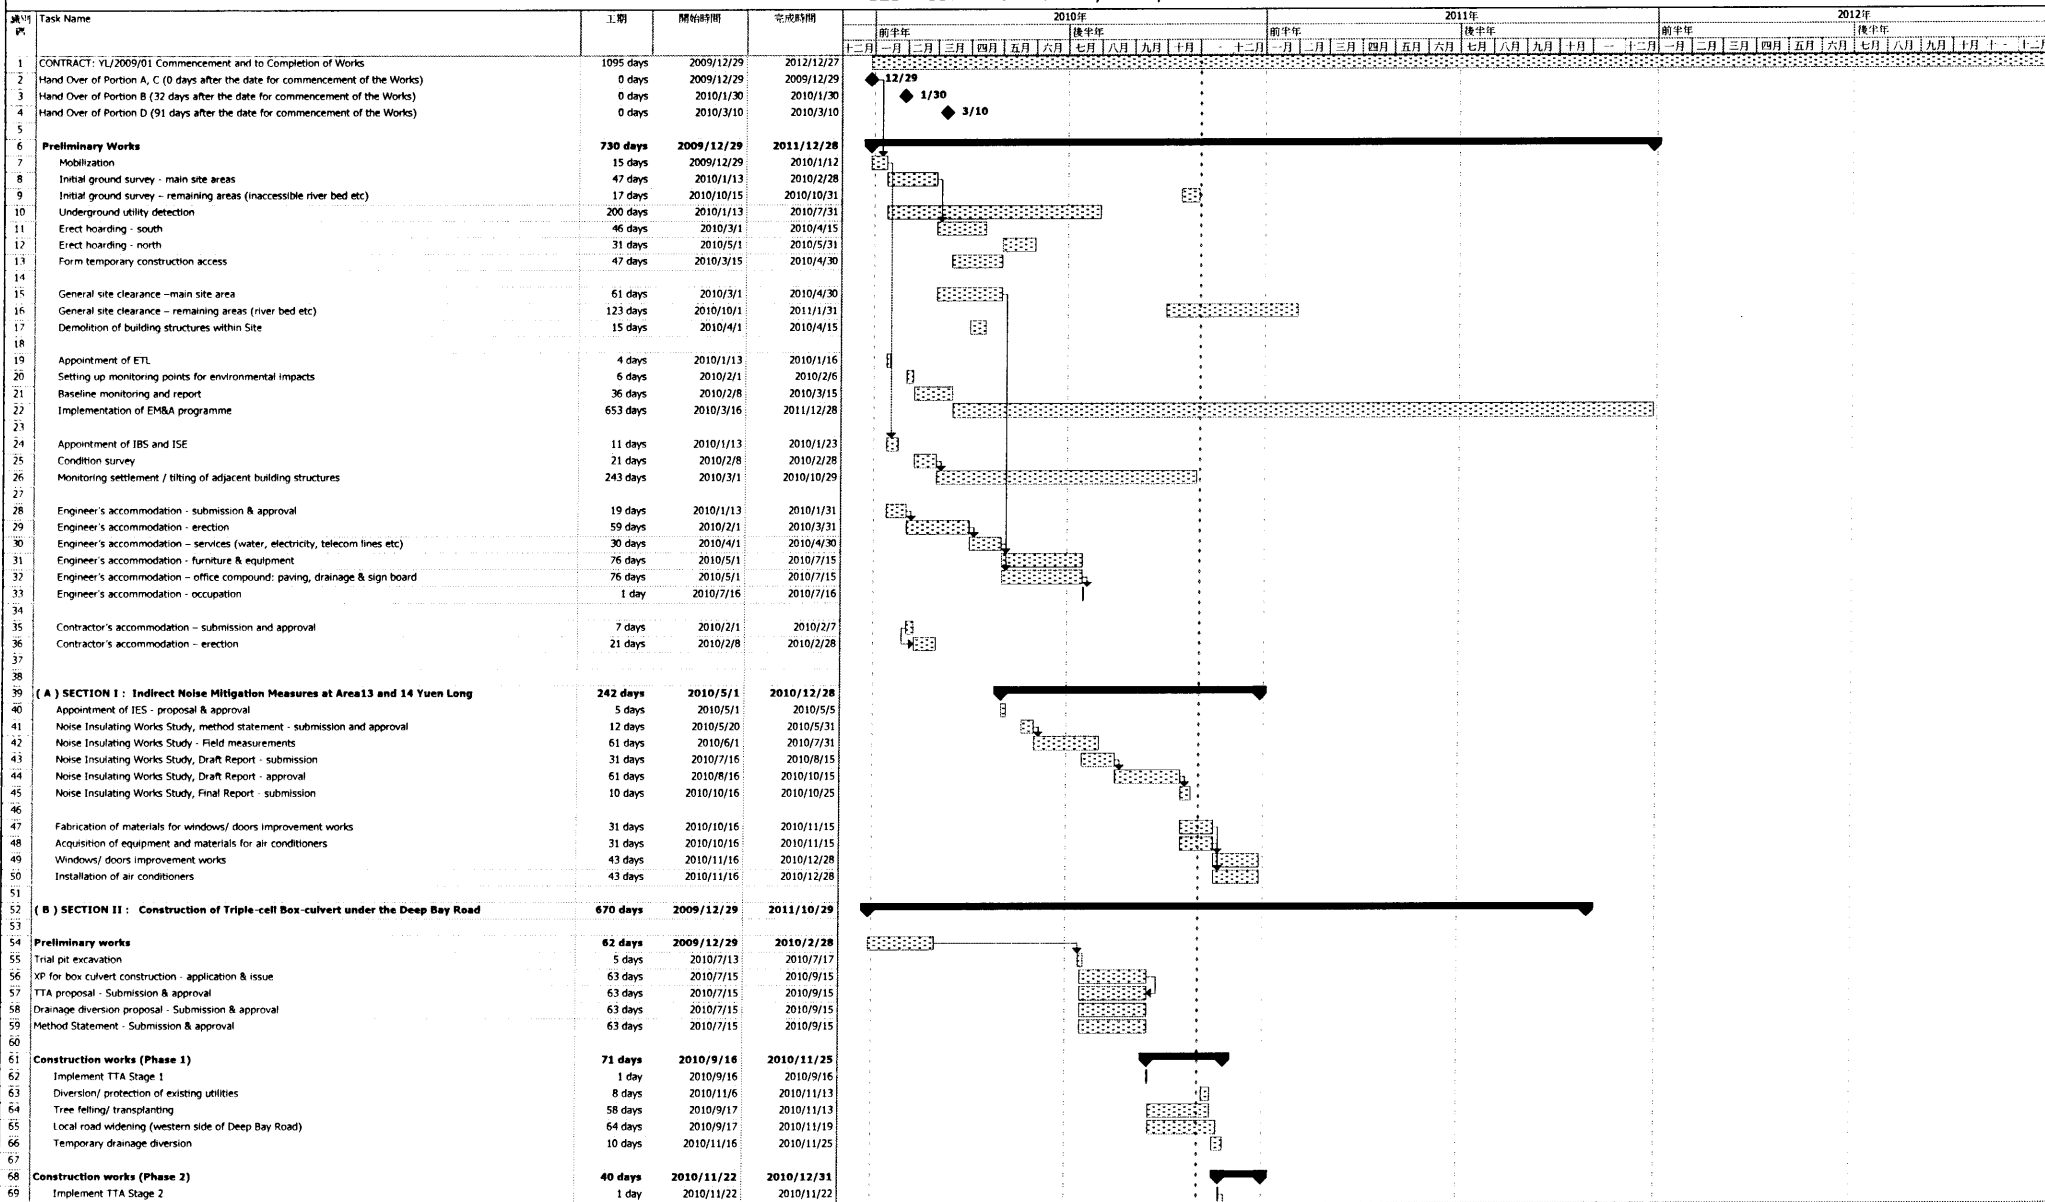 識別碼 Task Name 工期 開始時間 完成時間 2010年 2011年 2012年
前半年 後半年 前半年 後半年 前半年 後半年
十二月 一月 二月 三月 四月 五月 六月 七月 八月 九月 十月 十二月 一月 二月 三月 四月 五月 六月 七月 八月 九月 十月 十二月 一月 二月 三月 四月 五月 六月 七月 八月 九月 十月
1 CONTRACT: YL/2009/01 Commencement and to Completion of Works 1095 days 2009/12/29 2012/12/27
2 Hand Over of Portion A, C (0 days after the date for commencement of the Works) 0 days 2009/12/29 2009/12/29 12/29
3 Hand Over of Portion B (32 days after the date for commencement of the Works) 0 days 2010/1/30 2010/1/30 1/30
4 Hand Over of Portion D (91 days after the date for commencement of the Works) 0 days 2010/3/10 2010/3/10 3/10
5
6 Preliminary Works 730 days 2009/12/29 2011/12/28
7 Mobilization 15 days 2009/12/29 2010/1/12
8 Initial ground survey - main site areas 47 days 2010/1/13 2010/2/28
9 Initial ground survey – remaining areas (inaccessible river bed etc) 17 days 2010/10/15 2010/10/31
10 Underground utility detection 200 days 2010/1/13 2010/7/31
11 Erect hoarding - south 46 days 2010/3/1 2010/4/15
12 Erect hoarding - north 31 days 2010/5/1 2010/5/31
13 Form temporary construction access 47 days 2010/3/15 2010/4/30
14
15 General site clearance –main site area 61 days 2010/3/1 2010/4/30
16 General site clearance – remaining areas (river bed etc) 123 days 2010/10/1 2011/1/31
17 Demolition of building structures within Site 15 days 2010/4/1 2010/4/15
18
19 Appointment of ETL 4 days 2010/1/13 2010/1/16
20 Setting up monitoring points for environmental impacts 6 days 2010/2/1 2010/2/6
21 Baseline monitoring and report 36 days 2010/2/8 2010/3/15
22 Implementation of EM&A programme 653 days 2010/3/16 2011/12/28
23
24 Appointment of IBS and ISE 11 days 2010/1/13 2010/1/23
25 Condition survey 21 days 2010/2/8 2010/2/28
26 Monitoring settlement / tilting of adjacent building structures 243 days 2010/3/1 2010/10/29
27
28 Engineer's accommodation - submission & approval 19 days 2010/1/13 2010/1/31
29 Engineer's accommodation - erection 59 days 2010/2/1 2010/3/31
30 Engineer's accommodation – services (water, electricity, telecom lines etc) 30 days 2010/4/1 2010/4/30
31 Engineer's accommodation - furniture & equipment 76 days 2010/5/1 2010/7/15
32 Engineer's accommodation – office compound: paving, drainage & sign board 76 days 2010/5/1 2010/7/15
33 Engineer's accommodation - occupation 1 day 2010/7/16 2010/7/16
34
35 Contractor's accommodation – submission and approval 7 days 2010/2/1 2010/2/7
36 Contractor's accommodation – erection 21 days 2010/2/8 2010/2/28
37
38
39 ( A ) SECTION I : Indirect Noise Mitigation Measures at Area13 and 14 Yuen Long 242 days 2010/5/1 2010/12/28
40 Appointment of IES - proposal & approval 5 days 2010/5/1 2010/5/5
41 Noise Insulating Works Study, method statement - submission and approval 12 days 2010/5/20 2010/5/31
42 Noise Insulating Works Study - Field measurements 61 days 2010/6/1 2010/7/31
43 Noise Insulating Works Study, Draft Report - submission 31 days 2010/7/16 2010/8/15
44 Noise Insulating Works Study, Draft Report - approval 61 days 2010/8/16 2010/10/15
45 Noise Insulating Works Study, Final Report - submission 10 days 2010/10/16 2010/10/25
46
47 Fabrication of materials for windows/ doors improvement works 31 days 2010/10/16 2010/11/15
48 Acquisition of equipment and materials for air conditioners 31 days 2010/10/16 2010/11/15
49 Windows/ doors improvement works 43 days 2010/11/16 2010/12/28
50 Installation of air conditioners 43 days 2010/11/16 2010/12/28
51
52 ( B ) SECTION II : Construction of Triple-cell Box-culvert under the Deep Bay Road 670 days 2009/12/29 2011/10/29
53
54 Preliminary works 62 days 2009/12/29 2010/2/28
55 Trial pit excavation 5 days 2010/7/13 2010/7/17
56 XP for box culvert construction - application & issue 63 days 2010/7/15 2010/9/15
57 TTA proposal - Submission & approval 63 days 2010/7/15 2010/9/15
58 Drainage diversion proposal - Submission & approval 63 days 2010/7/15 2010/9/15
59 Method Statement - Submission & approval 63 days 2010/7/15 2010/9/15
60
61 Construction works (Phase 1) 71 days 2010/9/16 2010/11/25
62 Implement TTA Stage 1 1 day 2010/9/16 2010/9/16
63 Diversion/ protection of existing utilities 8 days 2010/11/6 2010/11/13
64 Tree felling/ transplanting 58 days 2010/9/17 2010/11/13
65 Local road widening (western side of Deep Bay Road) 64 days 2010/9/17 2010/11/19
66 Temporary drainage diversion 10 days 2010/11/16 2010/11/25
67
68 Construction works (Phase 2) 40 days 2010/11/22 2010/12/31
69 Implement TTA Stage 2 1 day 2010/11/22 2010/11/22